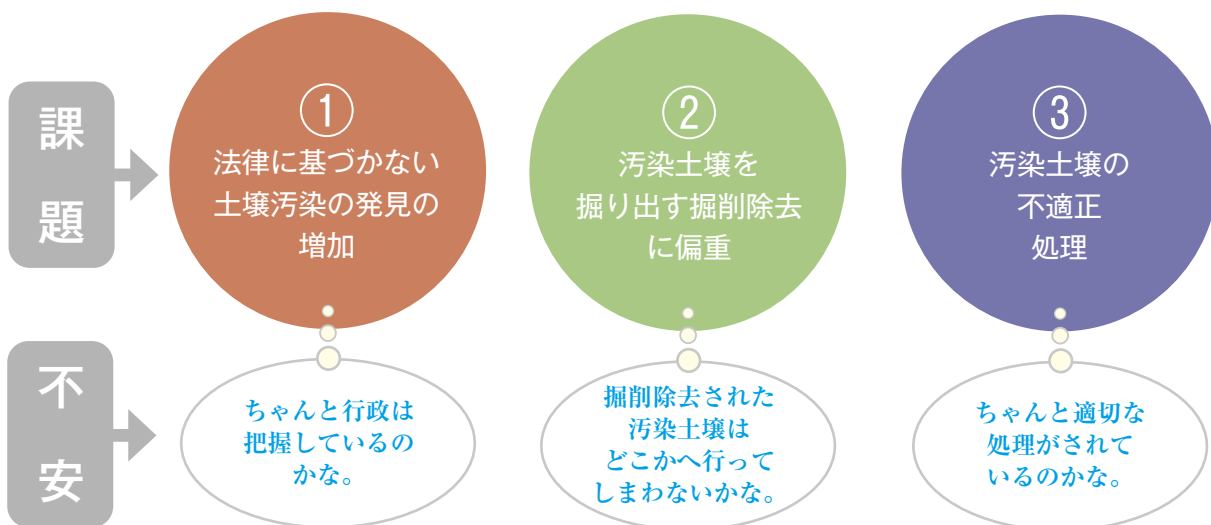 課題
①
法律に基づかない
土壌汚染の発見の
増加
②
汚染土壌を
掘り出す掘削除去
に偏重
③
汚染土壌の
不適正
処理
不安
ちゃんと行政は
把握しているの
かな。
掘削除去された
汚染土壌は
どこかへ行って
しまわないかな。
ちゃんと適切な
処理がされて
いるのかな。